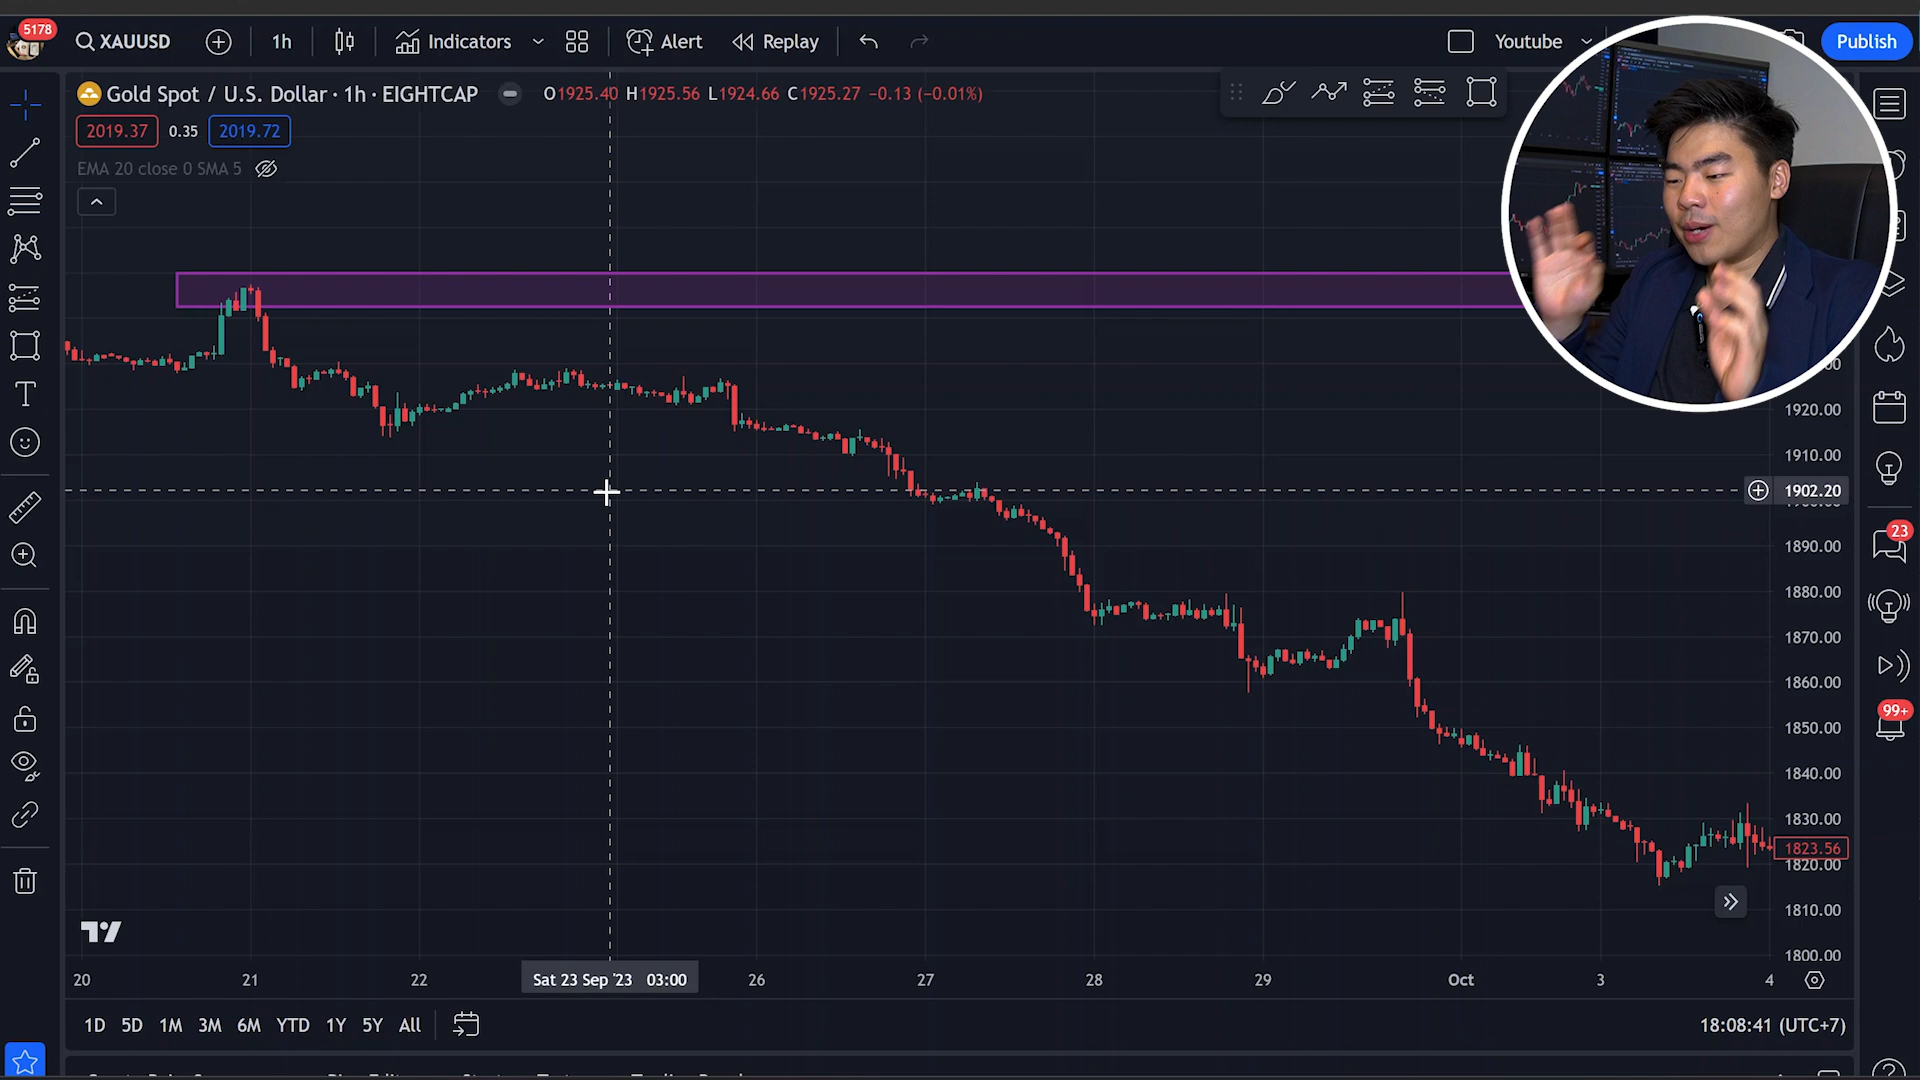 5178
XAUUSD
1h
Indicators
Alert
Replay
Youtube
Publish
Gold Spot / U.S. Dollar · 1h · EIGHTCAP
O1925.40 H1925.56 L1924.66 C1925.27 −0.13 (−0.01%)
2019.37
0.35
2019.72
EMA 20 close 0 SMA 5
1920.00
1910.00
1902.20
1890.00
1880.00
1870.00
1860.00
1850.00
1840.00
1830.00
1823.56
1820.00
1810.00
1800.00
23
99+
20
21
22
Sat 23 Sep '23 03:00
26
27
28
29
Oct
3
4
1D 5D 1M 3M 6M YTD 1Y 5Y All
18:08:41 (UTC+7)